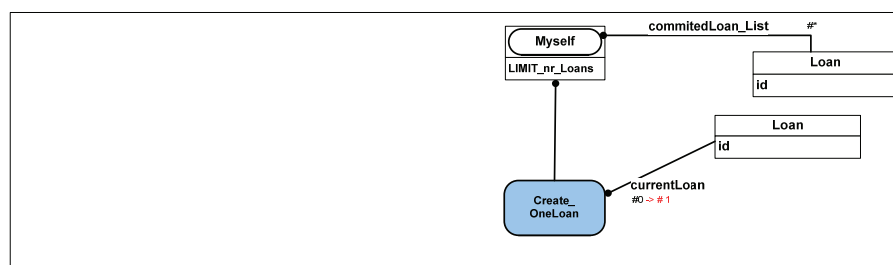 commitedLoan_List
#*
Myself
LIMIT_nr_Loans
Loan
id
Loan
id
currentLoan
#0 -> # 1
Create_
OneLoan